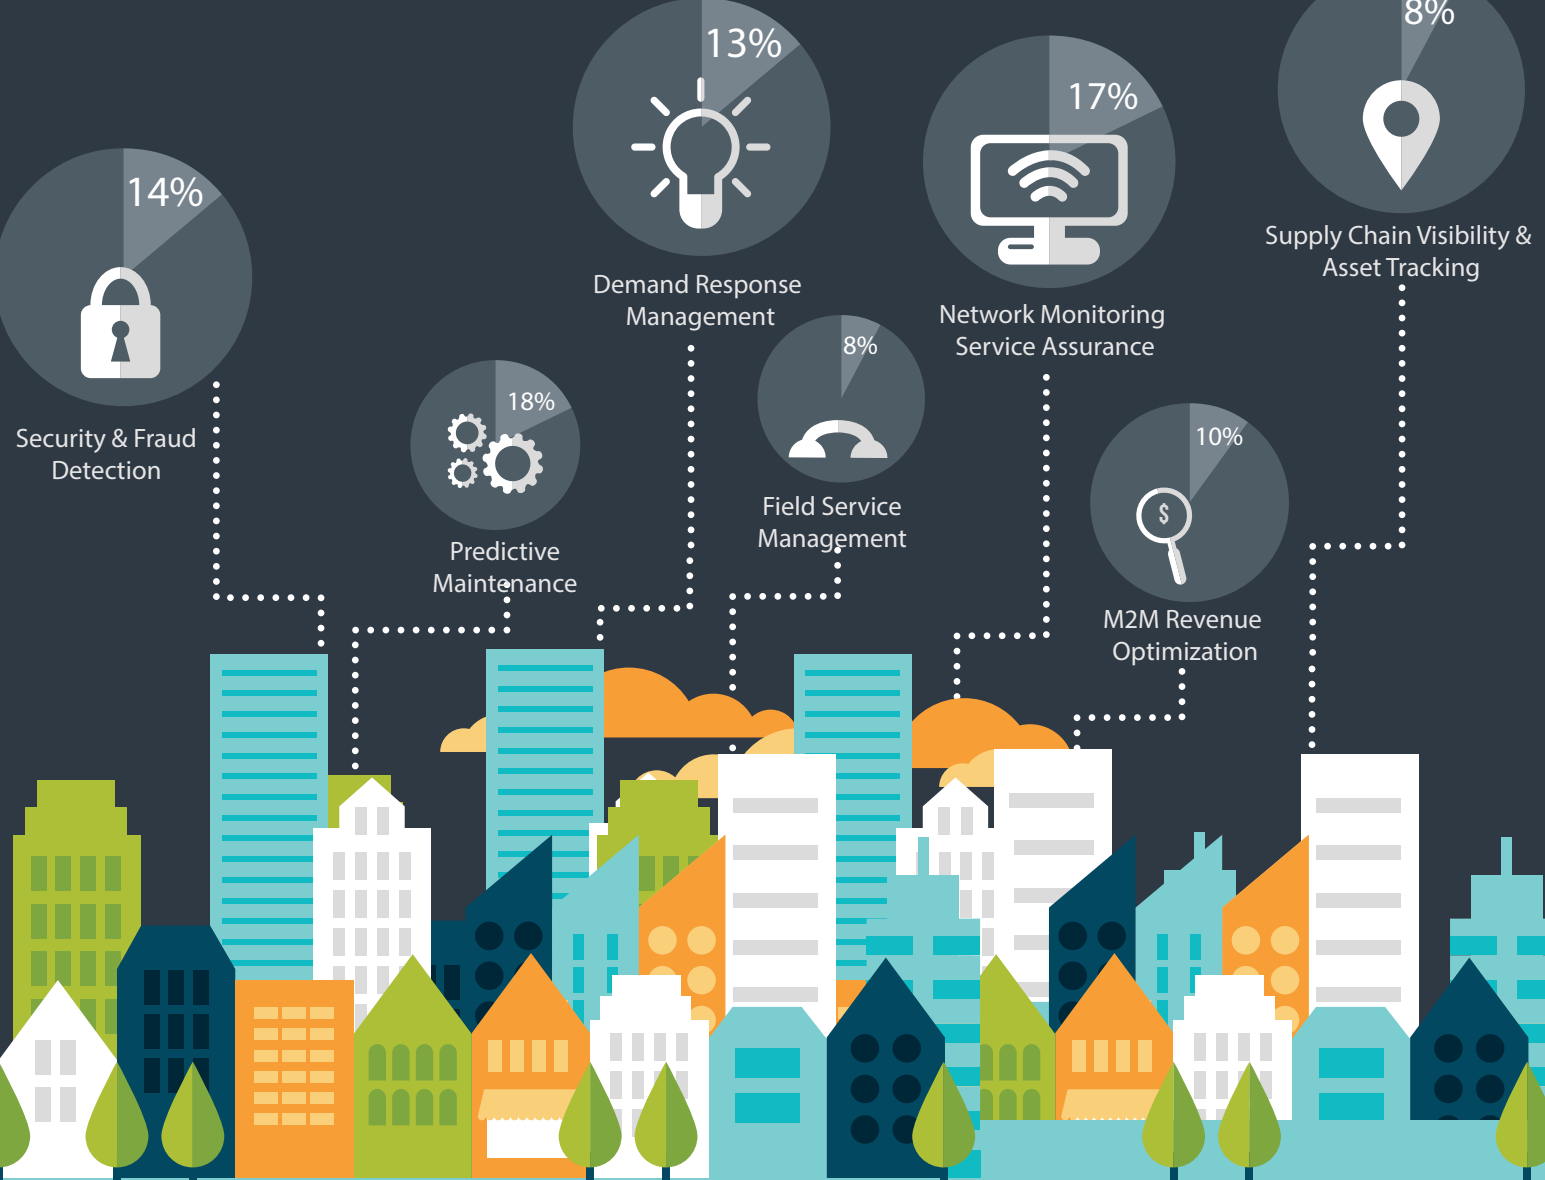 14%
Security & Fraud
Detection
18%
Predictive
Maintenance
13%
Demand Response
Management
8%
Field Service
Management
17%
Network Monitoring
Service Assurance
10%
$
M2M Revenue
Optimization
8%
Supply Chain Visibility &
Asset Tracking